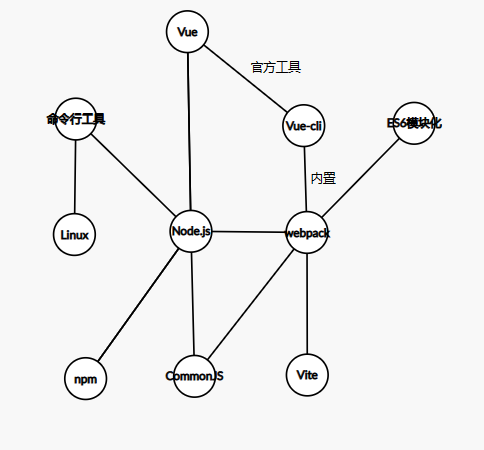 Vue
官方工具
命令行工具
Vue-cli
ES6模块化
内置
Linux
Node.js
webpack
npm
CommonJS
Vite